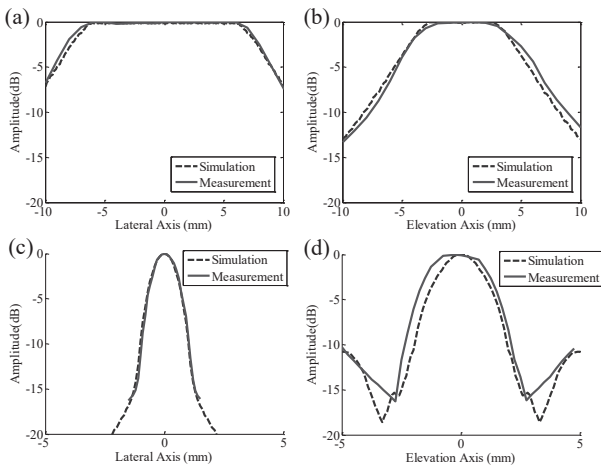 (a)
Amplitude(dB)
0
-5
-10
-15
-20
-10
-5
0
5
10
Lateral Axis (mm)
Simulation
Measurement
(b)
Amplitude(dB)
0
-5
-10
-15
-20
-10
-5
0
5
10
Elevation Axis (mm)
Simulation
Measurement
(c)
Amplitude(dB)
0
-5
-10
-15
-20
-5
0
5
Lateral Axis (mm)
Simulation
Measurement
(d)
Amplitude(dB)
0
-5
-10
-15
-20
-5
0
5
Elevation Axis (mm)
Simulation
Measurement